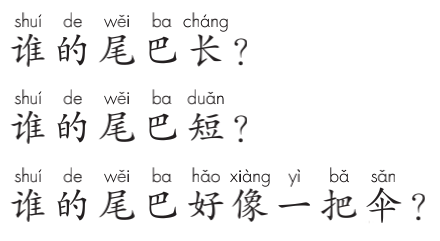 shuí de wěi ba cháng
谁的尾巴长？
shuí de wěi ba duǎn
谁的尾巴短？
shuí de wěi ba hǎo xiàng yì bǎ sǎn
谁的尾巴好像一把伞？